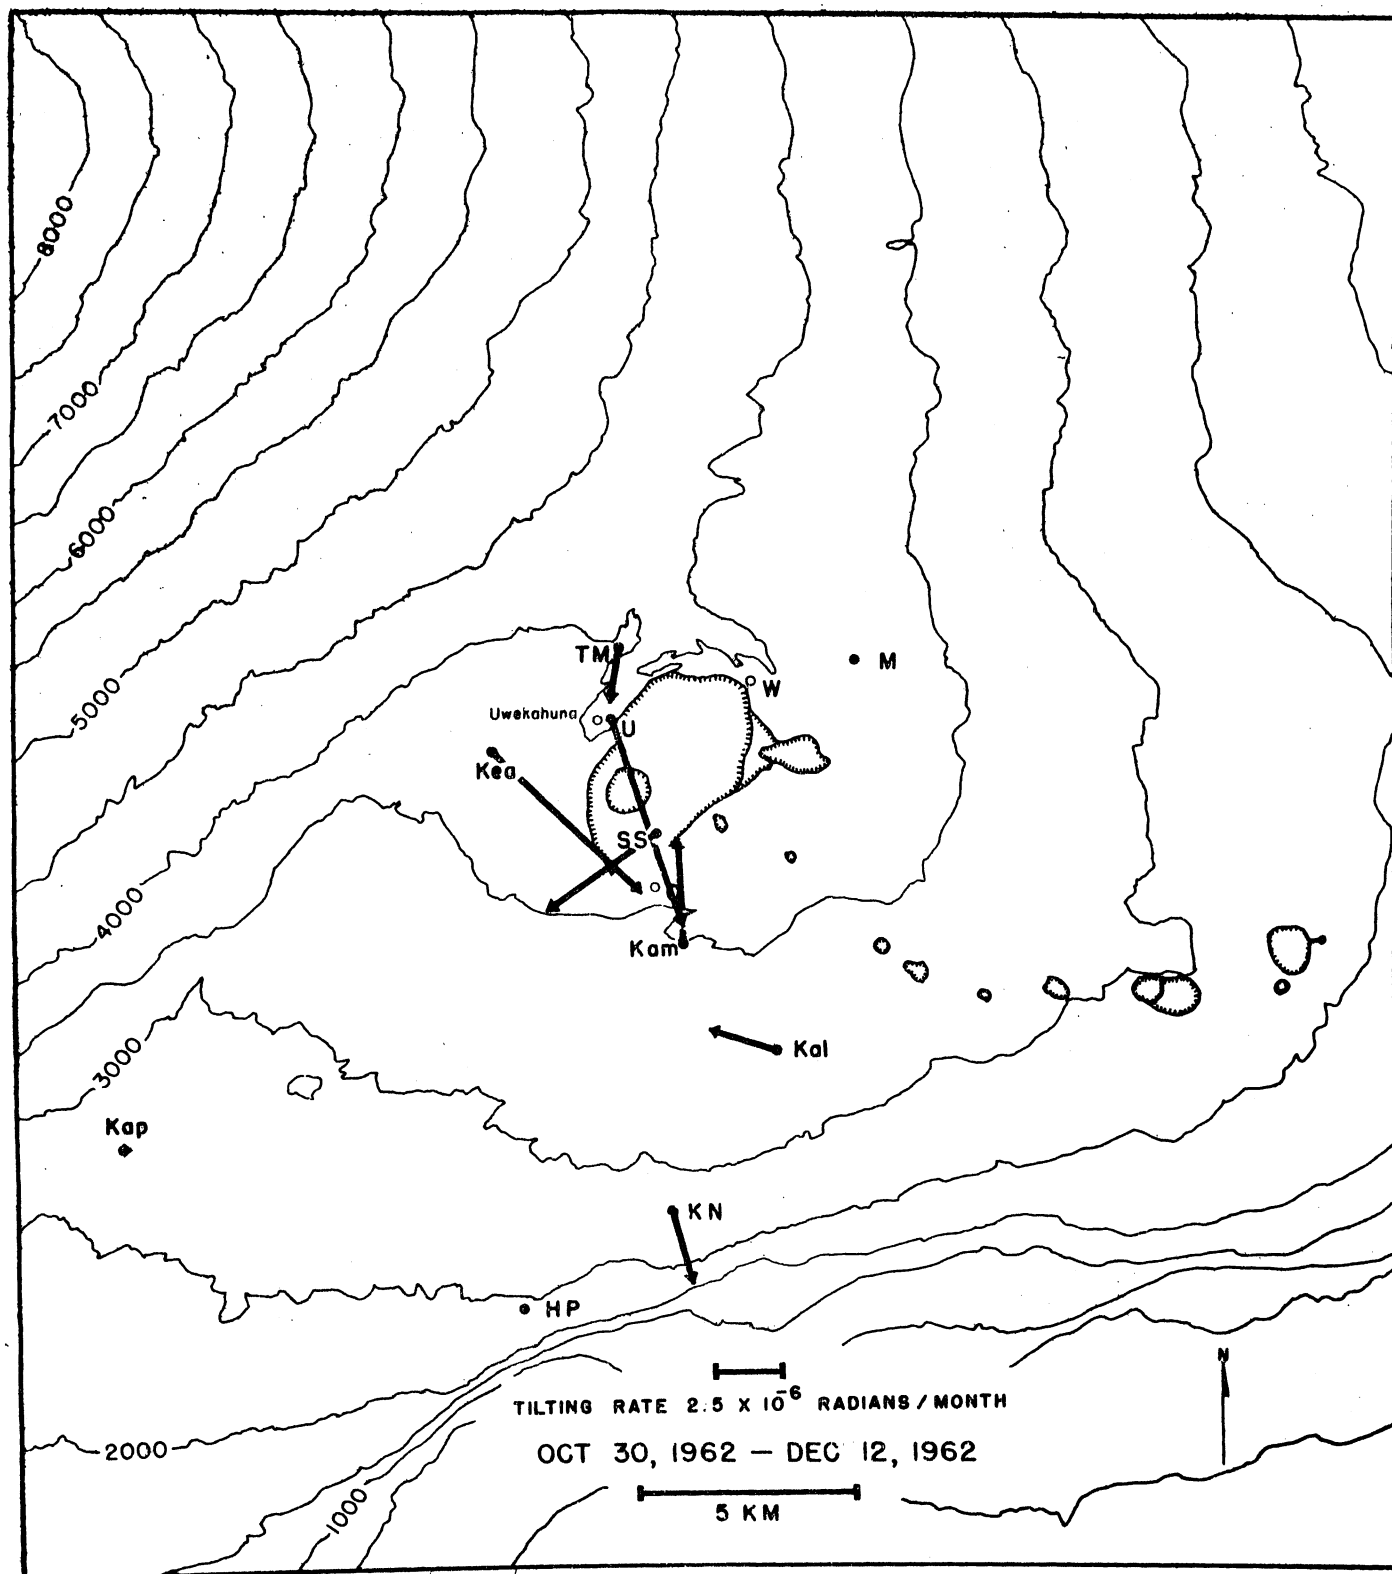 8000
7000
6000
5000
4000
3000
2000
1000
TM
M
W
Uwekahuna
U
Kea
SS
Kam
Kal
Kap
KN
HP
N
TILTING RATE 2.5 X 10⁻⁶ RADIANS / MONTH
OCT 30, 1962 — DEC 12, 1962
5 KM